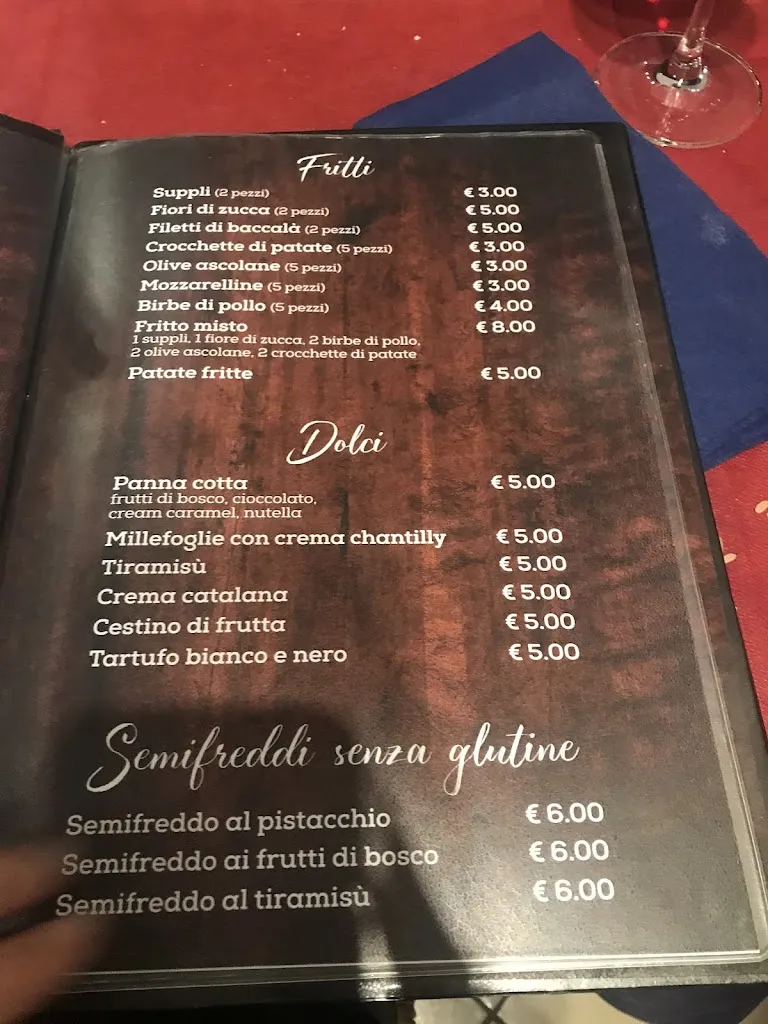 Fritti
Suppli (2 pezzi) € 3.00
Fiori di zucca (2 pezzi) € 5.00
Filetti di baccalà (2 pezzi) € 5.00
Crocchette di patate (5 pezzi) € 3.00
Olive ascolane (5 pezzi) € 3.00
Mozzarelline (5 pezzi) € 3.00
Birbe di pollo (5 pezzi) € 4.00
Fritto misto € 8.00
1 suppli, 1 fiore di zucca, 2 birbe di pollo,
2 olive ascolane, 2 crocchette di patate
Patate fritte € 5.00
Dolci
Panna cotta € 5.00
frutti di bosco, cioccolato,
cream caramel, nutella
Millefoglie con crema chantilly € 5.00
Tiramisù € 5.00
Crema catalana € 5.00
Cestino di frutta € 5.00
Tartufo bianco e nero € 5.00
Semifreddi senza glutine
Semifreddo al pistacchio € 6.00
Semifreddo ai frutti di bosco € 6.00
Semifreddo al tiramisù € 6.00